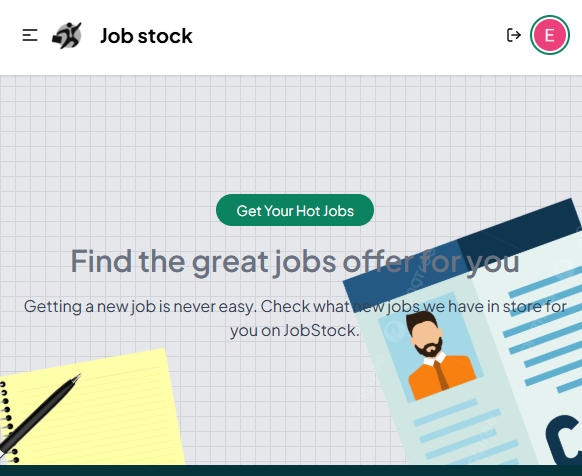 Job stock
E
Get Your Hot Jobs
Find the great jobs offer for you
Getting a new job is never easy. Check what new jobs we have in store for
you on JobStock.
C